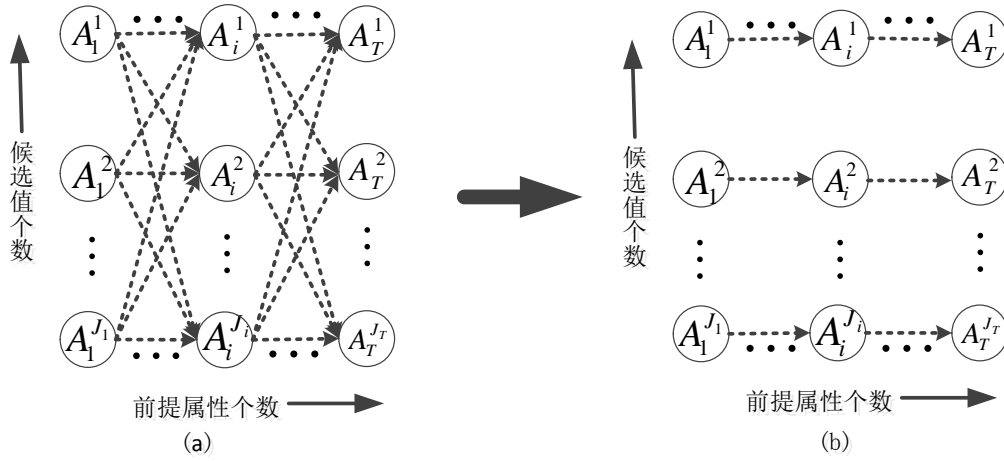 候选值个数
A_1^1 ••• A_i^1 ••• A_T^1
A_1^2 A_i^2 A_T^2
A_1^{J_1} ••• A_i^{J_i} ••• A_T^{J_T}
前提属性个数
(a)
候选值个数
A_1^1 ••• A_i^1 ••• A_T^1
A_1^2 A_i^2 A_T^2
A_1^{J_1} ••• A_i^{J_i} ••• A_T^{J_T}
前提属性个数
(b)